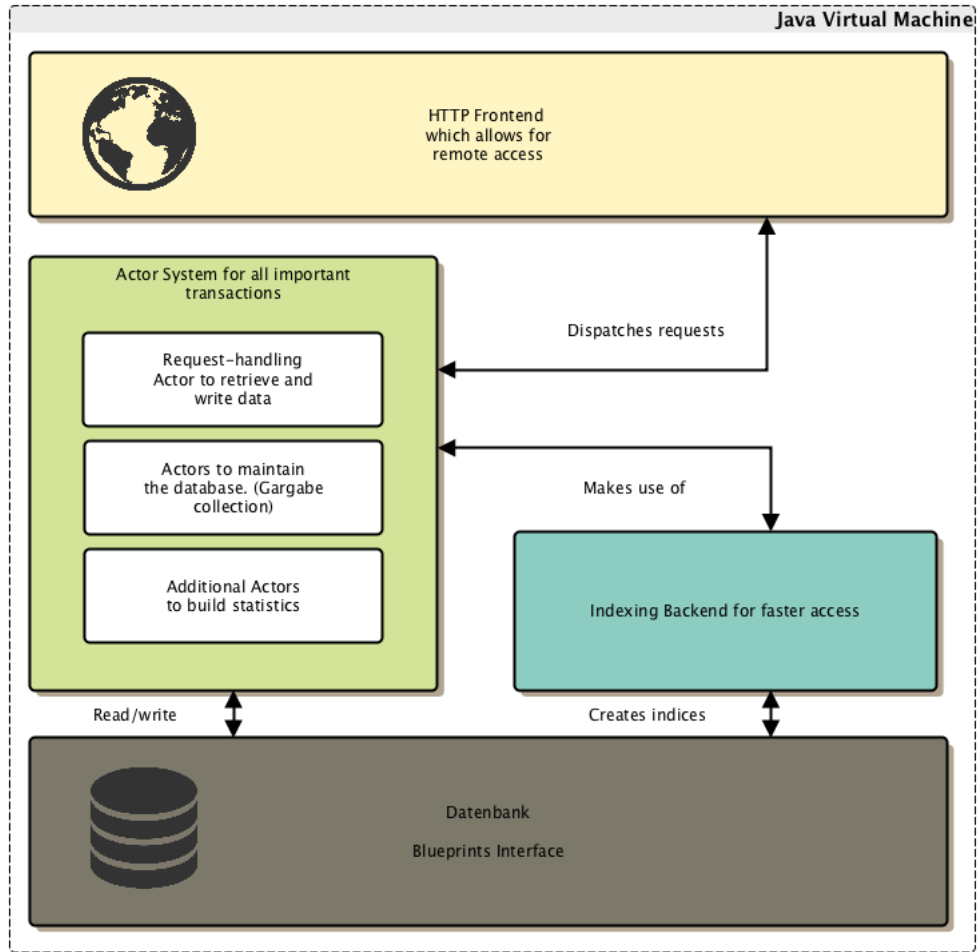 Java Virtual Machine
HTTP Frontend
which allows for
remote access
Actor System for all important
transactions
Dispatches requests
Request-handling
Actor to retrieve and
write data
Actors to maintain
the database. (Gargabe
collection)
Makes use of
Additional Actors
to build statistics
Indexing Backend for faster access
Read/write
Creates indices
Datenbank
Blueprints Interface